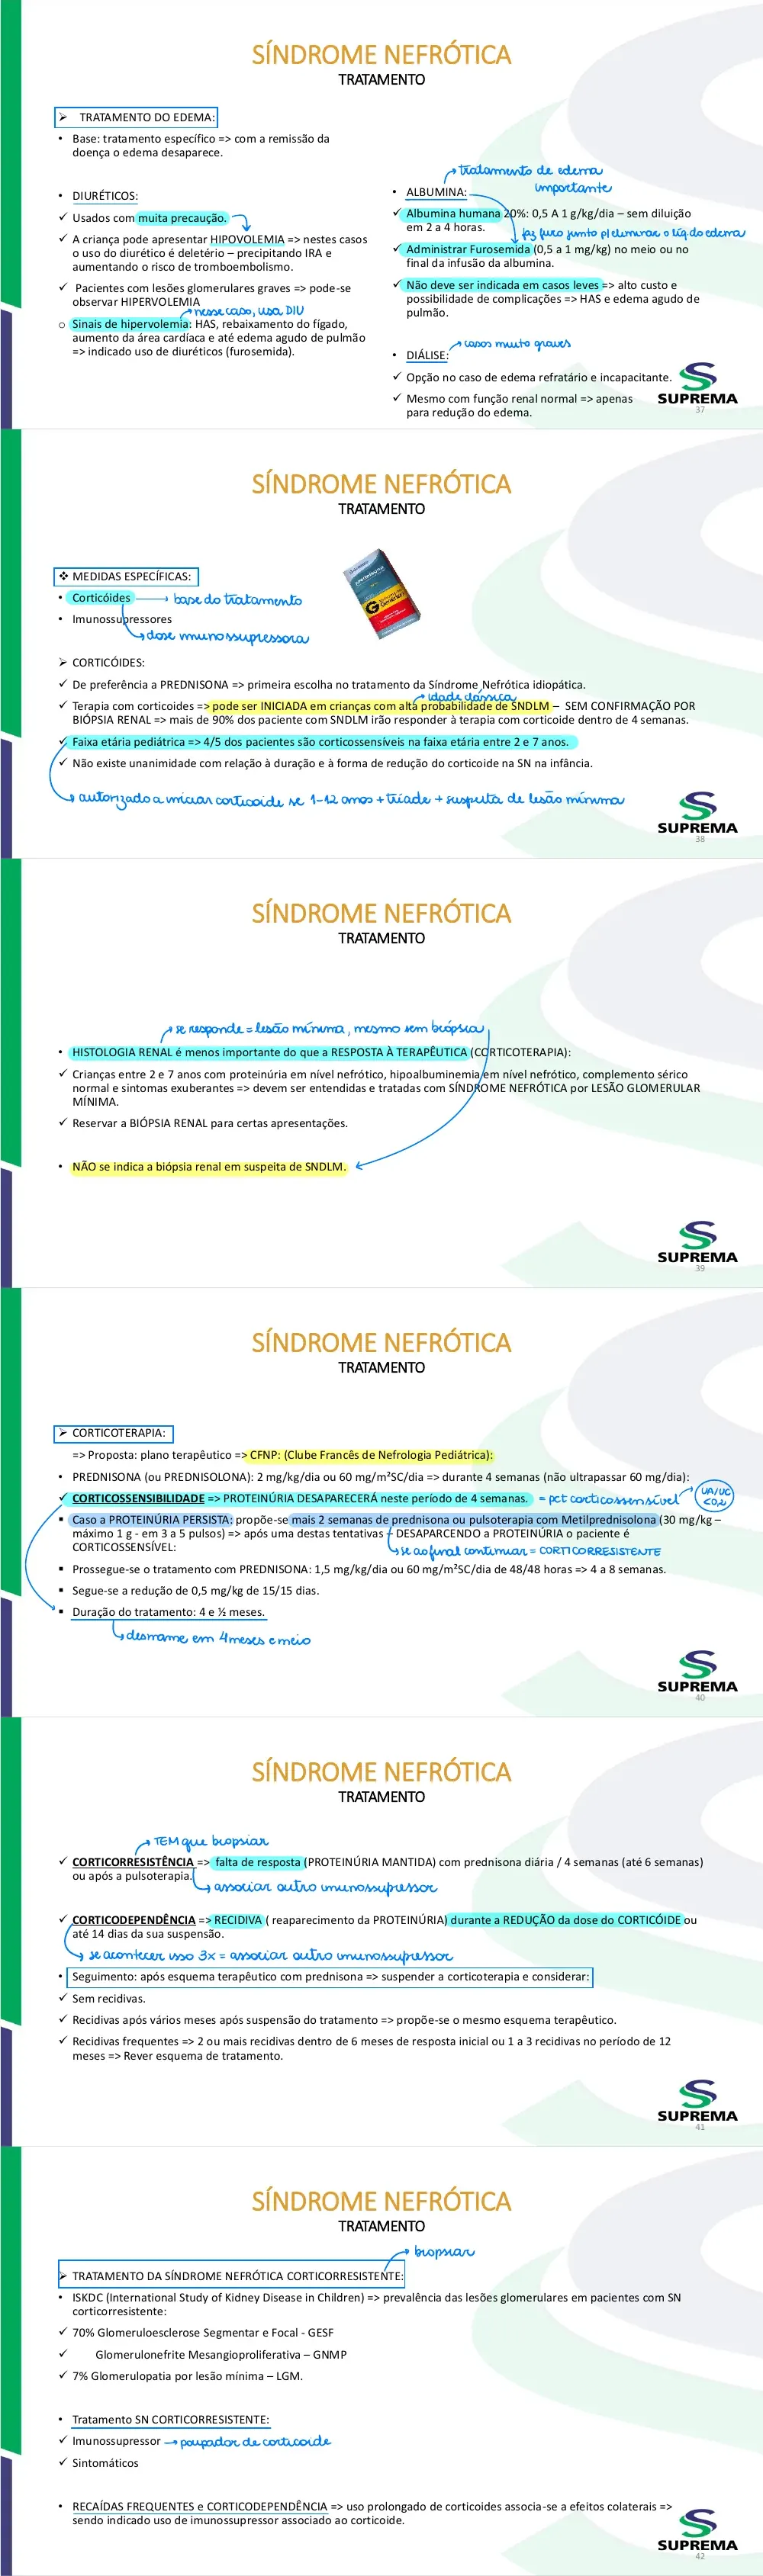 SÍNDROME NEFRÓTICA
TRATAMENTO
➢ TRATAMENTO DO EDEMA:
• Base: tratamento específico => com a remissão da
doença o edema desaparece.
• DIURÉTICOS:
✓ Usados com muita precaução.
✓ A criança pode apresentar HIPOVOLEMIA => nestes casos
o uso do diurético é deletério – precipitando IRA e
aumentando o risco de tromboembolismo.
✓ Pacientes com lesões glomerulares graves => pode-se
observar HIPERVOLEMIA
nesse caso, usa DIU
o Sinais de hipervolemia: HAS, rebaixamento do fígado,
aumento da área cardíaca e até edema agudo de pulmão
=> indicado uso de diuréticos (furosemida).
tratamento de edema
importante
• ALBUMINA:
✓ Albumina humana 20%: 0,5 A 1 g/kg/dia – sem diluição
em 2 a 4 horas.
faz furo junto p/ eliminar o líq do edema
✓ Administrar Furosemida (0,5 a 1 mg/kg) no meio ou no
final da infusão da albumina.
✓ Não deve ser indicada em casos leves => alto custo e
possibilidade de complicações => HAS e edema agudo de
pulmão.
casos muito graves
• DIÁLISE:
✓ Opção no caso de edema refratário e incapacitante.
✓ Mesmo com função renal normal => apenas
para redução do edema.
SUPREMA
37
SÍNDROME NEFRÓTICA
TRATAMENTO
❖ MEDIDAS ESPECÍFICAS:
• Corticóides → base do tratamento
• Imunossupressores
dose imunossupressora
G Genérico
➢ CORTICÓIDES:
✓ De preferência a PREDNISONA => primeira escolha no tratamento da Síndrome Nefrótica idiopática.
idade clássica
✓ Terapia com corticoides => pode ser INICIADA em crianças com alta probabilidade de SNDLM – SEM CONFIRMAÇÃO POR
BIÓPSIA RENAL => mais de 90% dos paciente com SNDLM irão responder à terapia com corticoide dentro de 4 semanas.
✓ Faixa etária pediátrica => 4/5 dos pacientes são corticossensíveis na faixa etária entre 2 e 7 anos.
✓ Não existe unanimidade com relação à duração e à forma de redução do corticoide na SN na infância.
autorizado a iniciar corticoide se 1-12 anos + tríade + suspeita de lesão mínima
SUPREMA
38
SÍNDROME NEFRÓTICA
TRATAMENTO
se responde = lesão mínima, mesmo sem biópsia
• HISTOLOGIA RENAL é menos importante do que a RESPOSTA À TERAPÊUTICA (CORTICOTERAPIA):
✓ Crianças entre 2 e 7 anos com proteinúria em nível nefrótico, hipoalbuminemia em nível nefrótico, complemento sérico
normal e sintomas exuberantes => devem ser entendidas e tratadas com SÍNDROME NEFRÓTICA por LESÃO GLOMERULAR
MÍNIMA.
✓ Reservar a BIÓPSIA RENAL para certas apresentações.
• NÃO se indica a biópsia renal em suspeita de SNDLM.
SUPREMA
39
SÍNDROME NEFRÓTICA
TRATAMENTO
➢ CORTICOTERAPIA:
=> Proposta: plano terapêutico => CFNP: (Clube Francês de Nefrologia Pediátrica):
• PREDNISONA (ou PREDNISOLONA): 2 mg/kg/dia ou 60 mg/m²SC/dia => durante 4 semanas (não ultrapassar 60 mg/dia):
✓ CORTICOSSENSIBILIDADE => PROTEINÚRIA DESAPARECERÁ neste período de 4 semanas. = pct corticossensível
UA/UC
<0,2
▪ Caso a PROTEINÚRIA PERSISTA: propõe-se mais 2 semanas de prednisona ou pulsoterapia com Metilprednisolona (30 mg/kg –
máximo 1 g - em 3 a 5 pulsos) => após uma destas tentativas – DESAPARCENDO a PROTEINÚRIA o paciente é
CORTICOSSENSÍVEL:
se ao final continuar = CORTICORRESISTENTE
▪ Prossegue-se o tratamento com PREDNISONA: 1,5 mg/kg/dia ou 60 mg/m²SC/dia de 48/48 horas => 4 a 8 semanas.
▪ Segue-se a redução de 0,5 mg/kg de 15/15 dias.
▪ Duração do tratamento: 4 e ½ meses.
desmame em 4 meses e meio
SUPREMA
40
SÍNDROME NEFRÓTICA
TRATAMENTO
TEM que biopsiar
✓ CORTICORRESISTÊNCIA => falta de resposta (PROTEINÚRIA MANTIDA) com prednisona diária / 4 semanas (até 6 semanas)
ou após a pulsoterapia.
associar outro imunossupressor
✓ CORTICODEPENDÊNCIA => RECIDIVA ( reaparecimento da PROTEINÚRIA) durante a REDUÇÃO da dose do CORTICÓIDE ou
até 14 dias da sua suspensão.
se acontecer isso 3x = associar outro imunossupressor
• Seguimento: após esquema terapêutico com prednisona => suspender a corticoterapia e considerar:
✓ Sem recidivas.
✓ Recidivas após vários meses após suspensão do tratamento => propõe-se o mesmo esquema terapêutico.
✓ Recidivas frequentes => 2 ou mais recidivas dentro de 6 meses de resposta inicial ou 1 a 3 recidivas no período de 12
meses => Rever esquema de tratamento.
SUPREMA
41
SÍNDROME NEFRÓTICA
TRATAMENTO
biopsiar
➢ TRATAMENTO DA SÍNDROME NEFRÓTICA CORTICORRESISTENTE:
• ISKDC (International Study of Kidney Disease in Children) => prevalência das lesões glomerulares em pacientes com SN
corticorresistente:
✓ 70% Glomeruloesclerose Segmentar e Focal - GESF
✓ Glomerulonefrite Mesangioproliferativa – GNMP
✓ 7% Glomerulopatia por lesão mínima – LGM.
• Tratamento SN CORTICORRESISTENTE:
✓ Imunossupressor → poupador de corticoide
✓ Sintomáticos
• RECAÍDAS FREQUENTES e CORTICODEPENDÊNCIA => uso prolongado de corticoides associa-se a efeitos colaterais =>
sendo indicado uso de imunossupressor associado ao corticoide.
SUPREMA
42